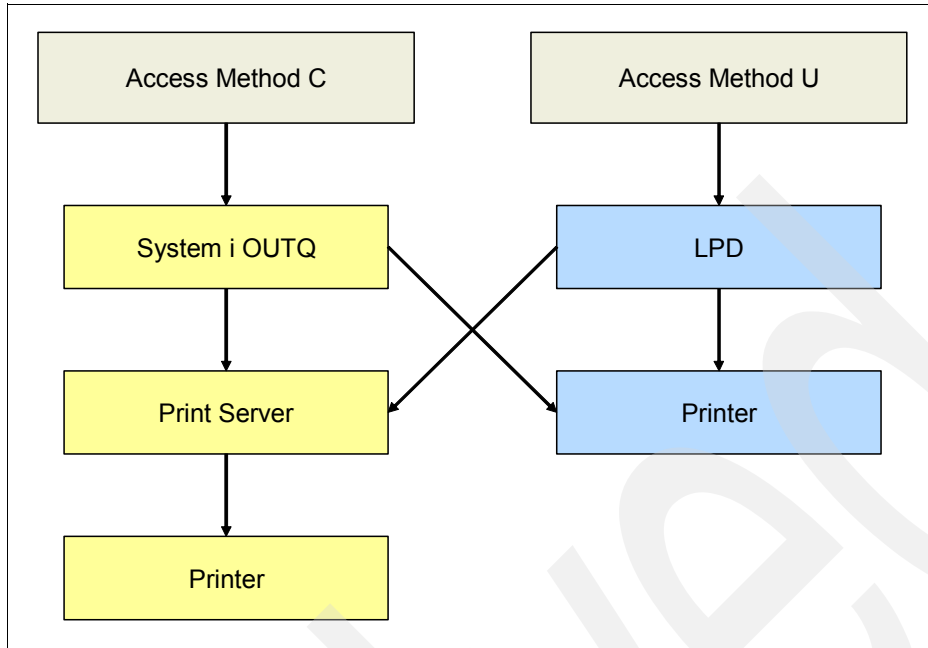 Access Method C
Access Method U
System i OUTQ
LPD
Print Server
Printer
Printer